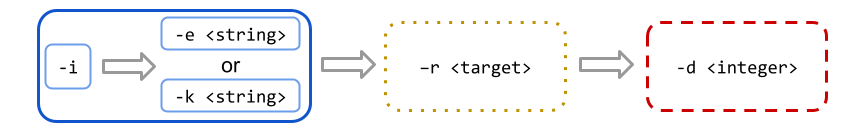 -i
-e <string>
or
-k <string>
–r <target>
-d <integer>